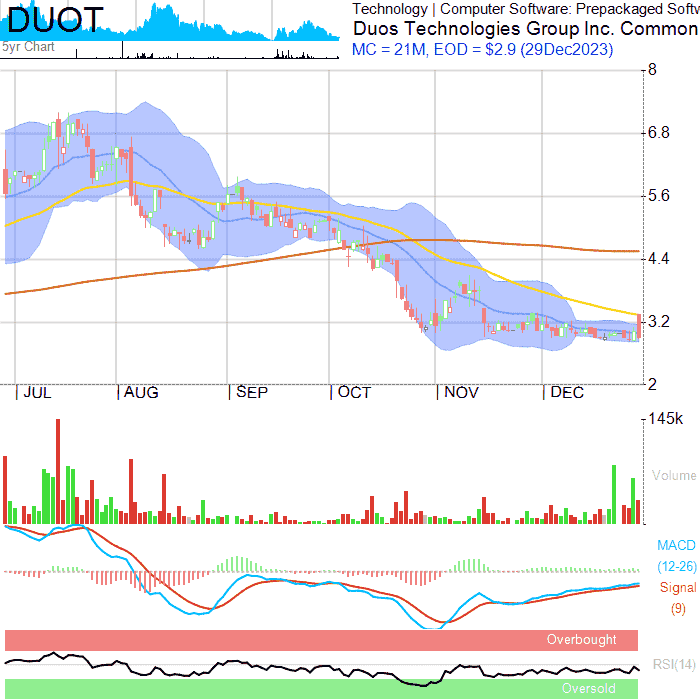 DUOT
5yr Chart
Technology | Computer Software: Prepackaged Softw
Duos Technologies Group Inc. Common
MC = 21M, EOD = $2.9 (29Dec2023)
8
6.8
5.6
4.4
3.2
2
| JUL | AUG | SEP | OCT | NOV | DEC
145k
Volume
MACD
(12-26)
Signal
(9)
Overbought
RSI(14)
Oversold